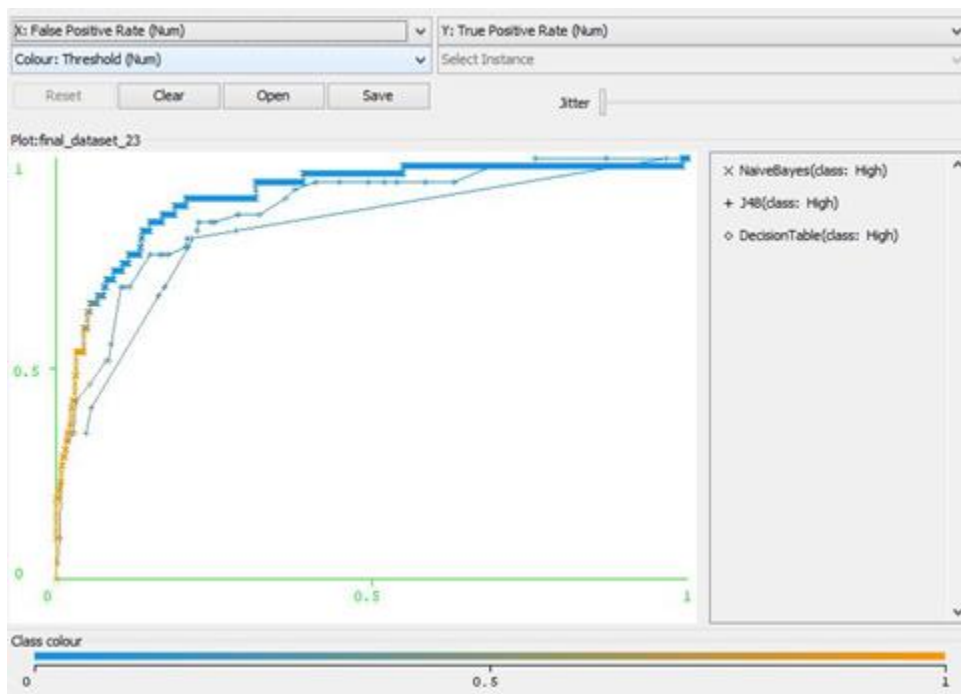 X: False Positive Rate (Num)
Y: True Positive Rate (Num)
Colour: Threshold (Num)
Select Instance
Reset
Clear
Open
Save
Jitter
Plot:final_dataset_23
1
0.5
0
0
0.5
1
× NaiveBayes(class: High)
+ J48(class: High)
◇ DecisionTable(class: High)
Class colour
0
0.5
1